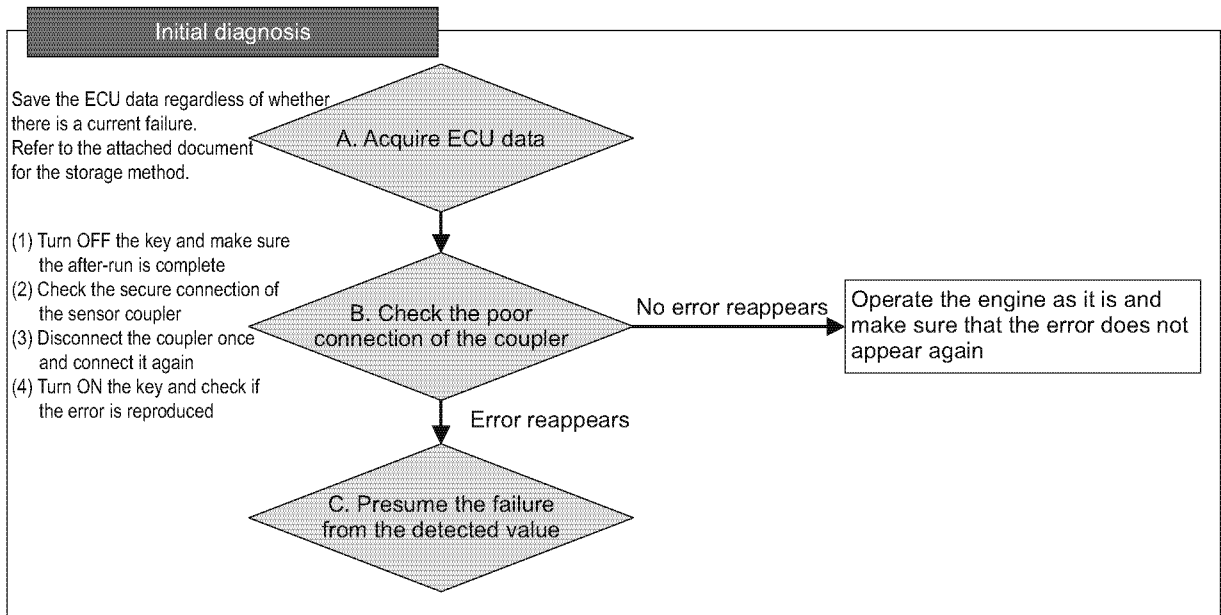 Initial diagnosis
Save the ECU data regardless of whether
there is a current failure.
Refer to the attached document
for the storage method.
A. Acquire ECU data
(1) Turn OFF the key and make sure
the after-run is complete
(2) Check the secure connection of
the sensor coupler
(3) Disconnect the coupler once
and connect it again
(4) Turn ON the key and check if
the error is reproduced
B. Check the poor
connection of the coupler
No error reappears
Operate the engine as it is and
make sure that the error does not
appear again
Error reappears
C. Presume the failure
from the detected value